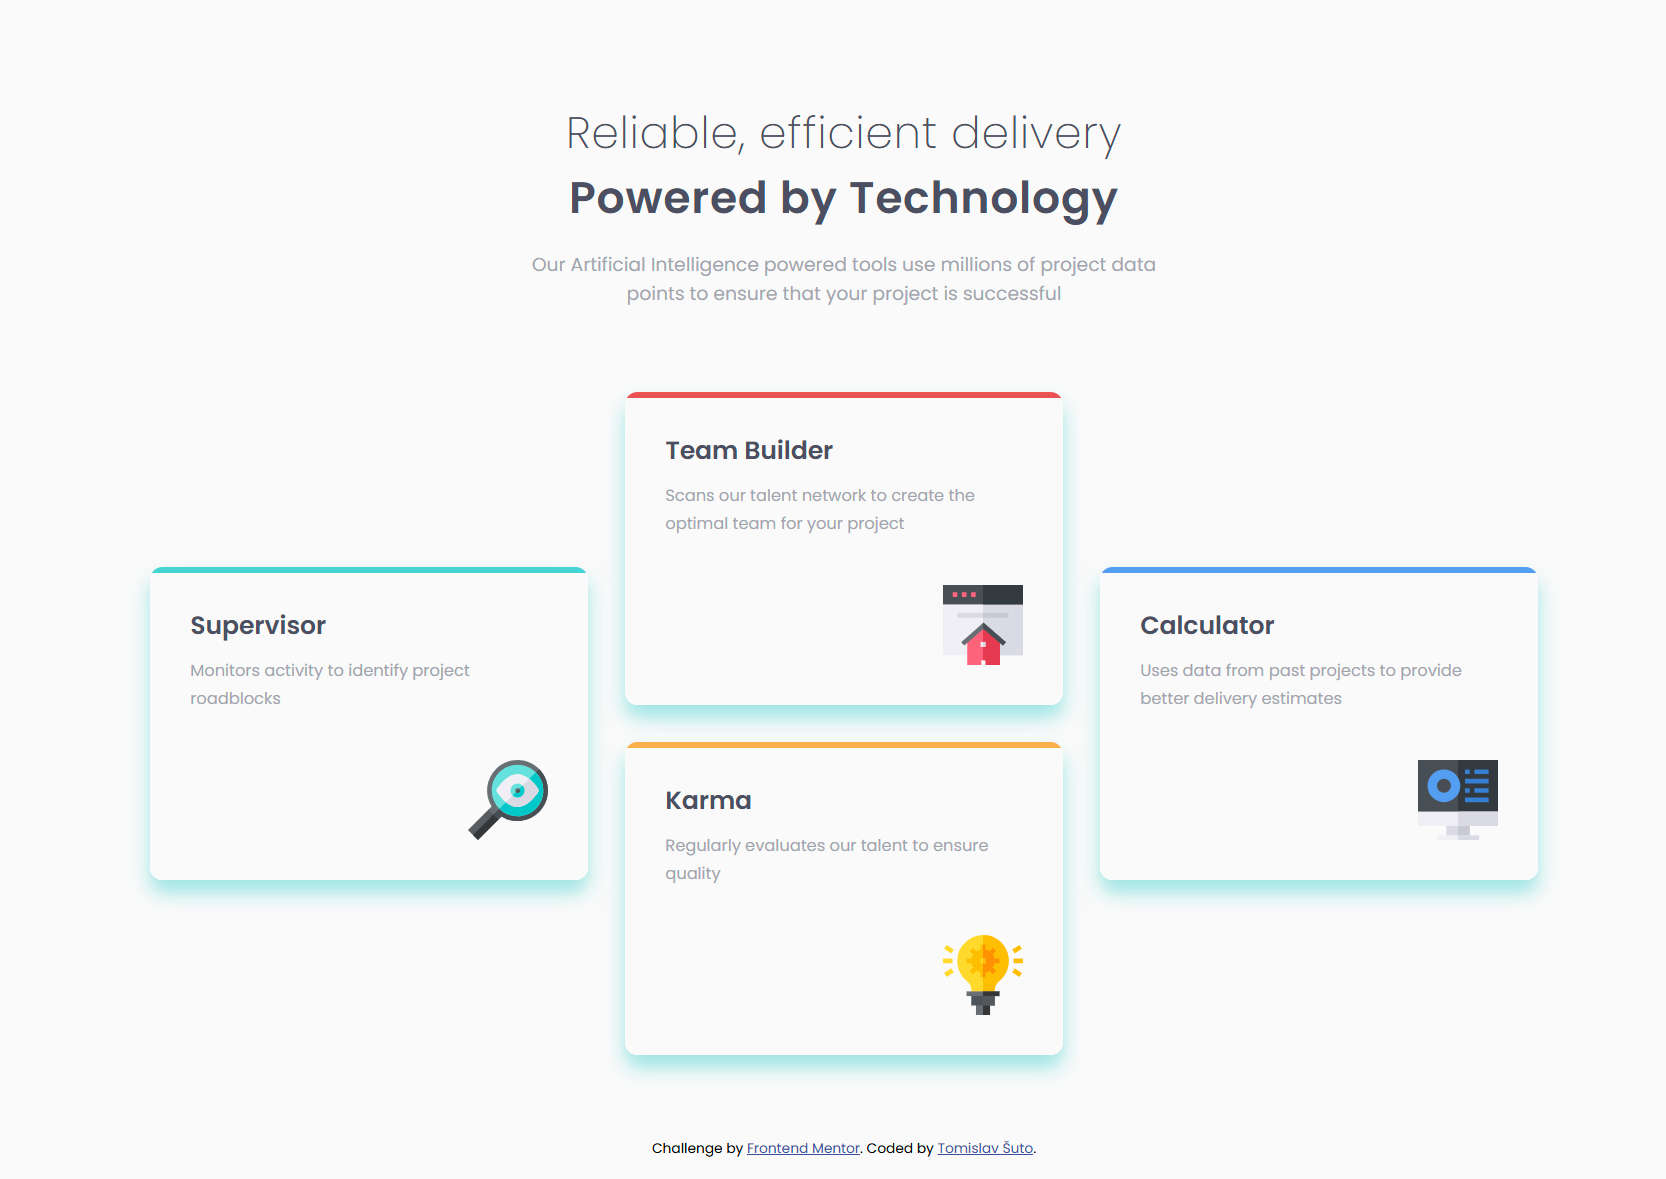 Reliable, efficient delivery
Powered by Technology
Our Artificial Intelligence powered tools use millions of project data
points to ensure that your project is successful
Supervisor
Monitors activity to identify project
roadblocks
Team Builder
Scans our talent network to create the
optimal team for your project
Karma
Regularly evaluates our talent to ensure
quality
Calculator
Uses data from past projects to provide
better delivery estimates
Challenge by Frontend Mentor. Coded by Tomislav Šuto.